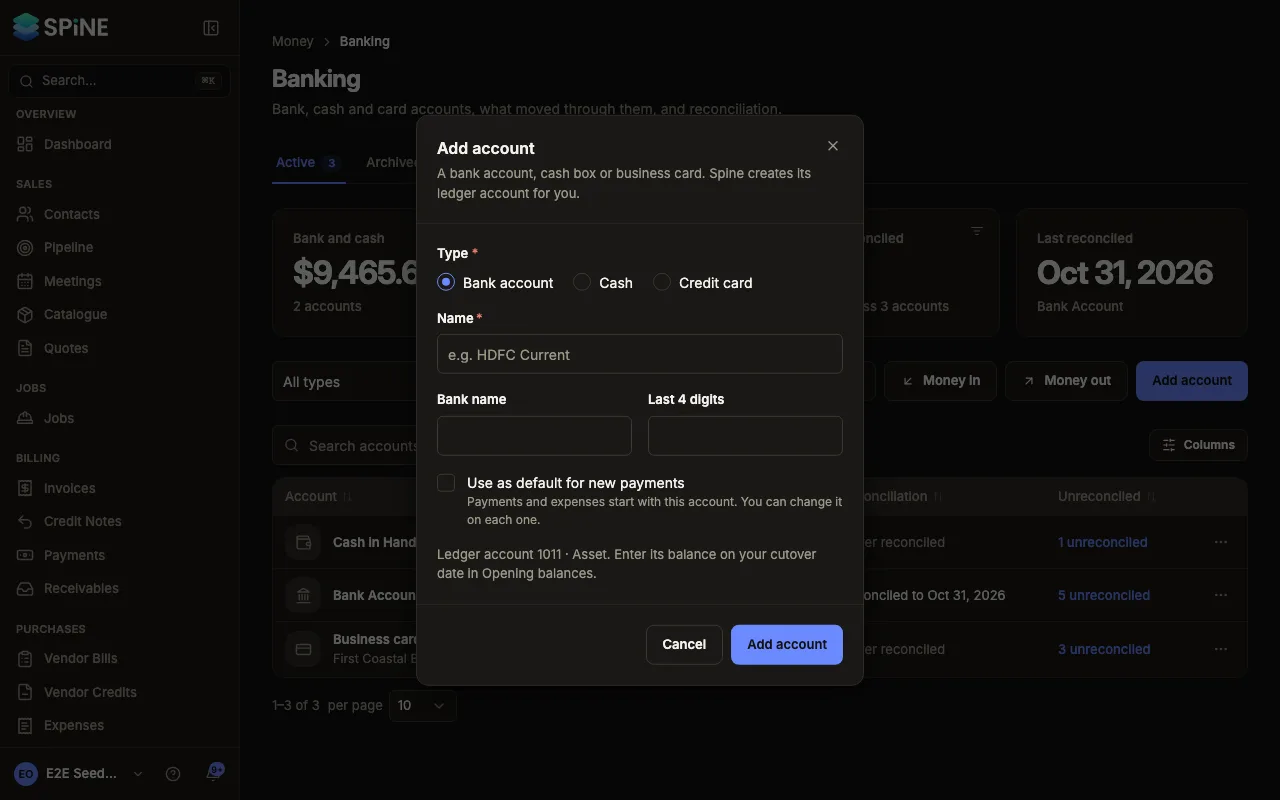 SPiNE
Search...
⌘K
OVERVIEW
Dashboard
SALES
Contacts
Pipeline
Meetings
Catalogue
Quotes
JOBS
Jobs
BILLING
Invoices
Credit Notes
Payments
Receivables
PURCHASES
Vendor Bills
Vendor Credits
Expenses
EO
E2E Seed...
9+
Money > Banking
Banking
Bank, cash and card accounts, what moved through them, and reconciliation.
Active 3
Archived
Bank and cash
$9,465.6
2 accounts
3 accounts
Last reconciled
Oct 31, 2026
Bank Account
All types
Money in
Money out
Add account
Search accounts
Columns
Account
Unreconciled
Cash in Hand
1 unreconciled
Bank Accoun
to Oct 31, 2026
5 unreconciled
Business card
First Coastal
3 unreconciled
1–3 of 3 per page 10
Add account
A bank account, cash box or business card. Spine creates its
ledger account for you.
Type *
Bank account
Cash
Credit card
Name *
e.g. HDFC Current
Bank name
Last 4 digits
Use as default for new payments
Payments and expenses start with this account. You can change it
on each one.
Ledger account 1011 · Asset. Enter its balance on your cutover
date in Opening balances.
Cancel
Add account